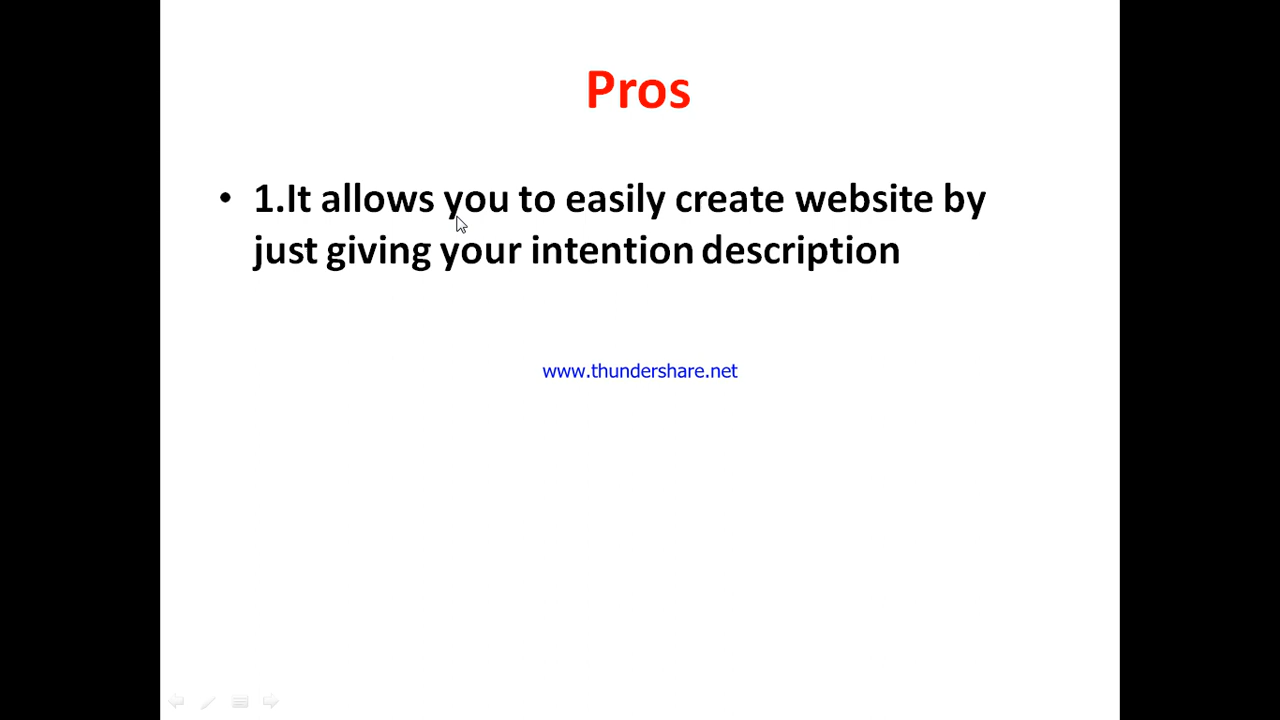 Pros
• 1.It allows you to easily create website by
just giving your intention description
www.thundershare.net